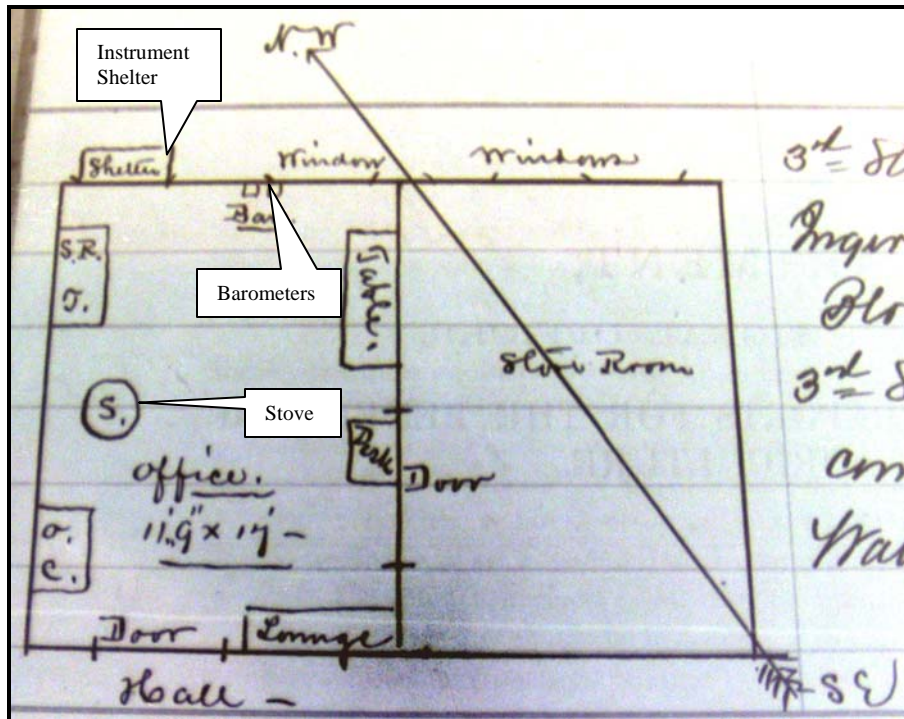 N. W
Instrument
Shelter
Shelter
Window
Windows
3rd
Bar.
S.R.
T.
Table.
Barometers
Store Room
3rd
S.
Stove
Desk
Door
office.
11'.9" x 17' –
O.
C.
Door
Lounge
Hall –
S E